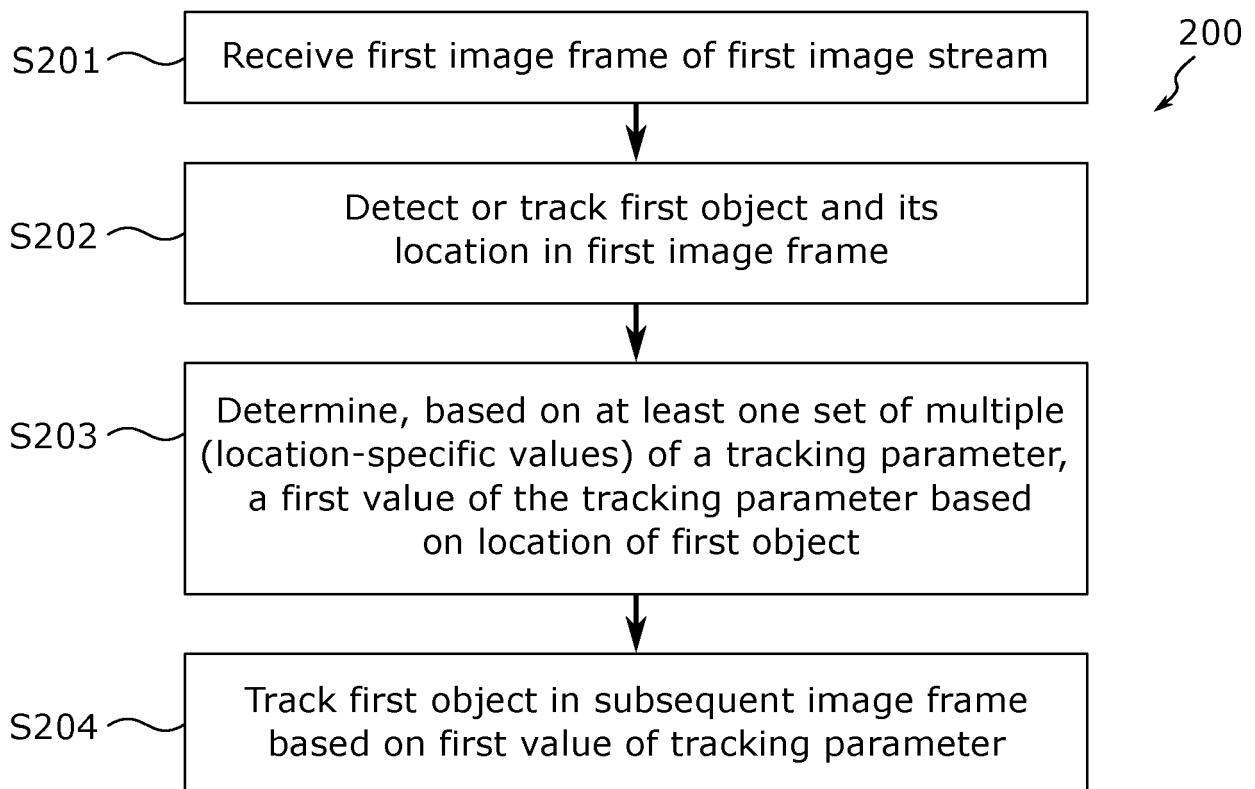 200
S201
Receive first image frame of first image stream
S202
Detect or track first object and its
location in first image frame
S203
Determine, based on at least one set of multiple
(location-specific values) of a tracking parameter,
a first value of the tracking parameter based
on location of first object
S204
Track first object in subsequent image frame
based on first value of tracking parameter